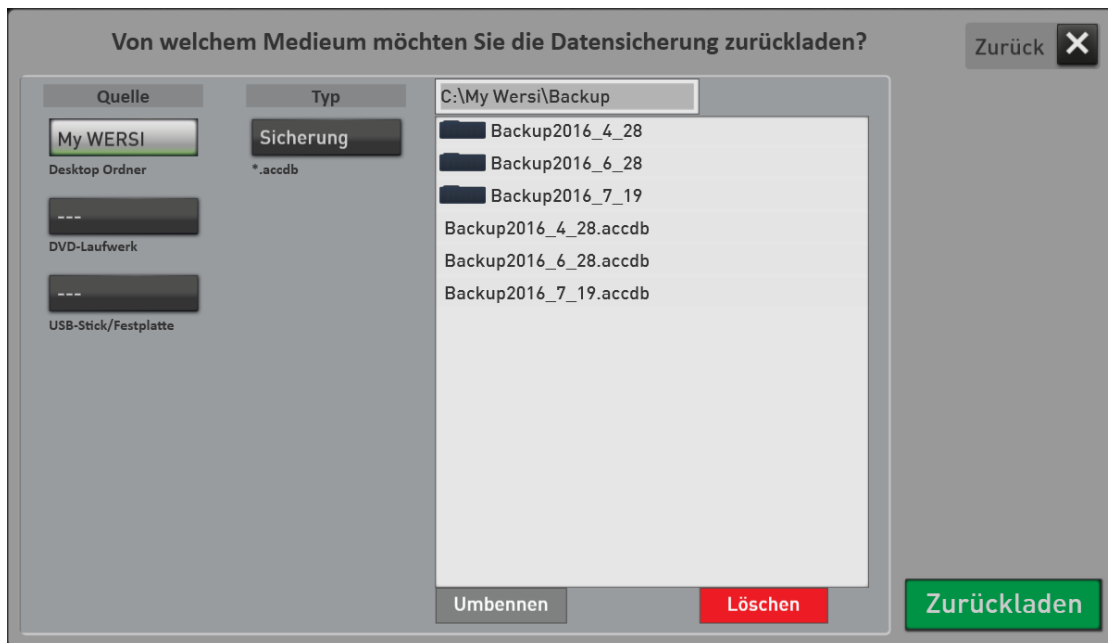 Von welchem Medieum möchten Sie die Datensicherung zurückladen?
Zurück
Quelle
Typ
C:\My Wersi\Backup
My WERSI
Desktop Ordner
Sicherung
*.accdb
---
DVD-Laufwerk
---
USB-Stick/Festplatte
Backup2016_4_28
Backup2016_6_28
Backup2016_7_19
Backup2016_4_28.accdb
Backup2016_6_28.accdb
Backup2016_7_19.accdb
Umbennen
Löschen
Zurückladen